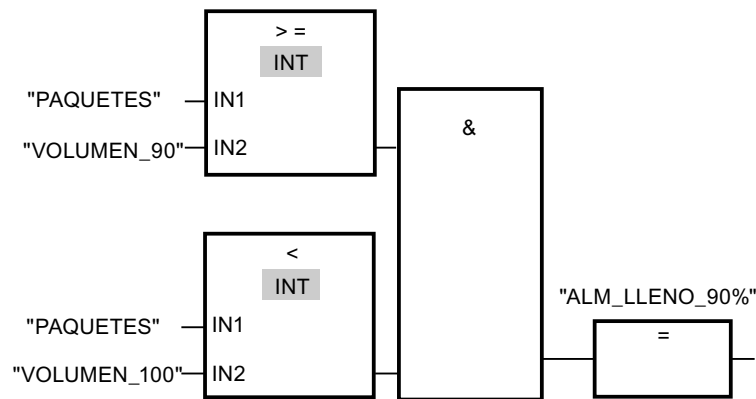 > =
INT
"PAQUETES" IN1
"VOLUMEN_90" IN2
&
<
INT
"ALM_LLENO_90%"
"PAQUETES" IN1
=
"VOLUMEN_100" IN2